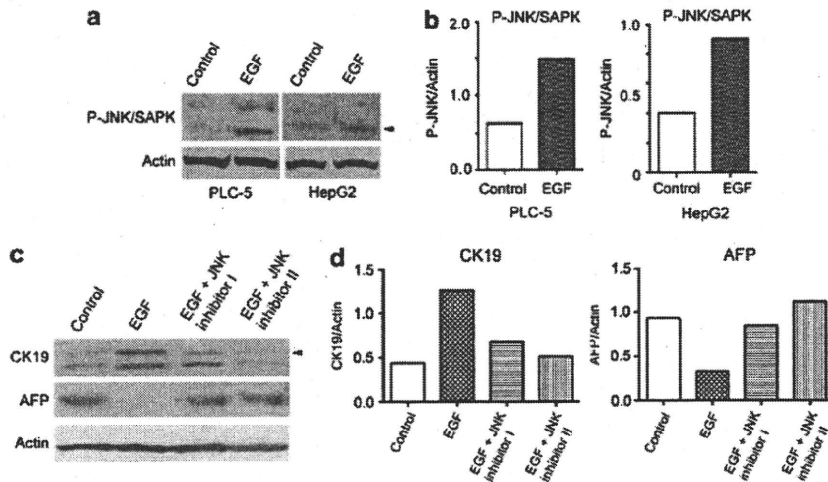 a
Control
EGF
Control
EGF
P-JNK/SAPK
Actin
PLC-5
HepG2
b
P-JNK/SAPK
P-JNK/Actin
2.0
1.5
1.0
0.0
Control
EGF
PLC-5
P-JNK/SAPK
P-JNK/Actin
1.0
0.5
0
Control
EGF
HepG2
c
Control
EGF
EGF + JNK
inhibitor I
EGF + JNK
inhibitor II
CK19
AFP
Actin
d
CK19
CK19/Actin
1.5
1.0
0.5
0.0
Control
EGF
EGF + JNK
inhibitor I
EGF + JNK
inhibitor II
AFP
AFP/Actin
1.5
1.0
0.5
0.0
Control
EGF
EGF + JNK
inhibitor I
EGF + JNK
inhibitor II